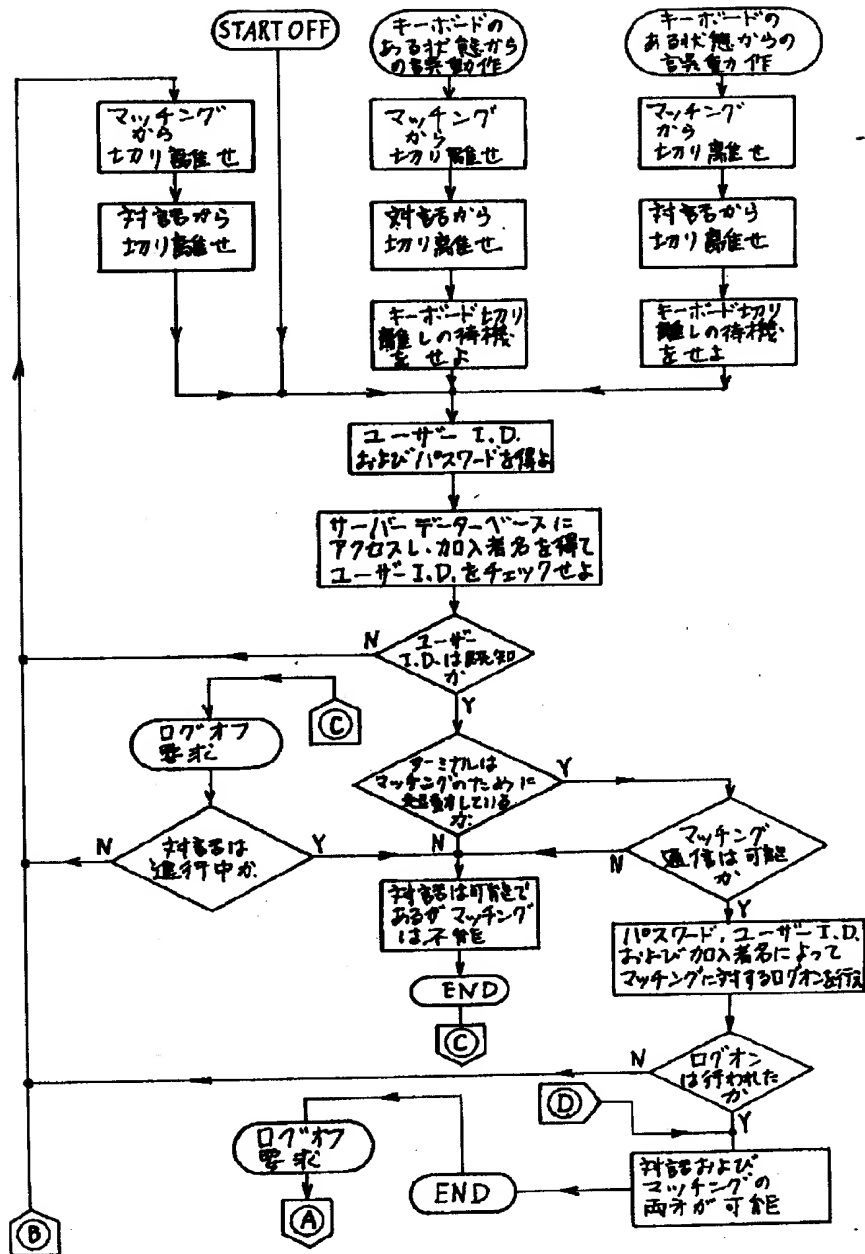 START OFF
キーボードの
ある状態から
の誤動作
キーボードの
ある状態からの
誤動作
マッチング
から
切り離せ
マッチング
から
切り離せ
マッチング
から
切り離せ
対話から
切り離せ
対話から
切り離せ
対話から
切り離せ
キーボード切り
離しの待機
をせよ
キーボード切り
離しの待機
をせよ
ユーザー I.D.
およびパスワードを得よ
サーバーデーターベースに
アクセスし、加入者名を得て
ユーザーI.D.をチェックせよ
ユーザー
I.D.は既知
か
N
Y
C
ログオフ
要求
ターミナルは
マッチングのために
起動しているか
か
Y
N
対話は
進行中か
N
Y
マッチング
通信は可能
か
N
Y
対話は可能で
あるがマッチング
は不能
パスワード、ユーザーI.D.
および加入者名によって
マッチングに対するログオンを行え
END
C
ログオン
は行われた
か
N
Y
D
ログオフ
要求
END
対話および
マッチングの
両方が可能
A
B